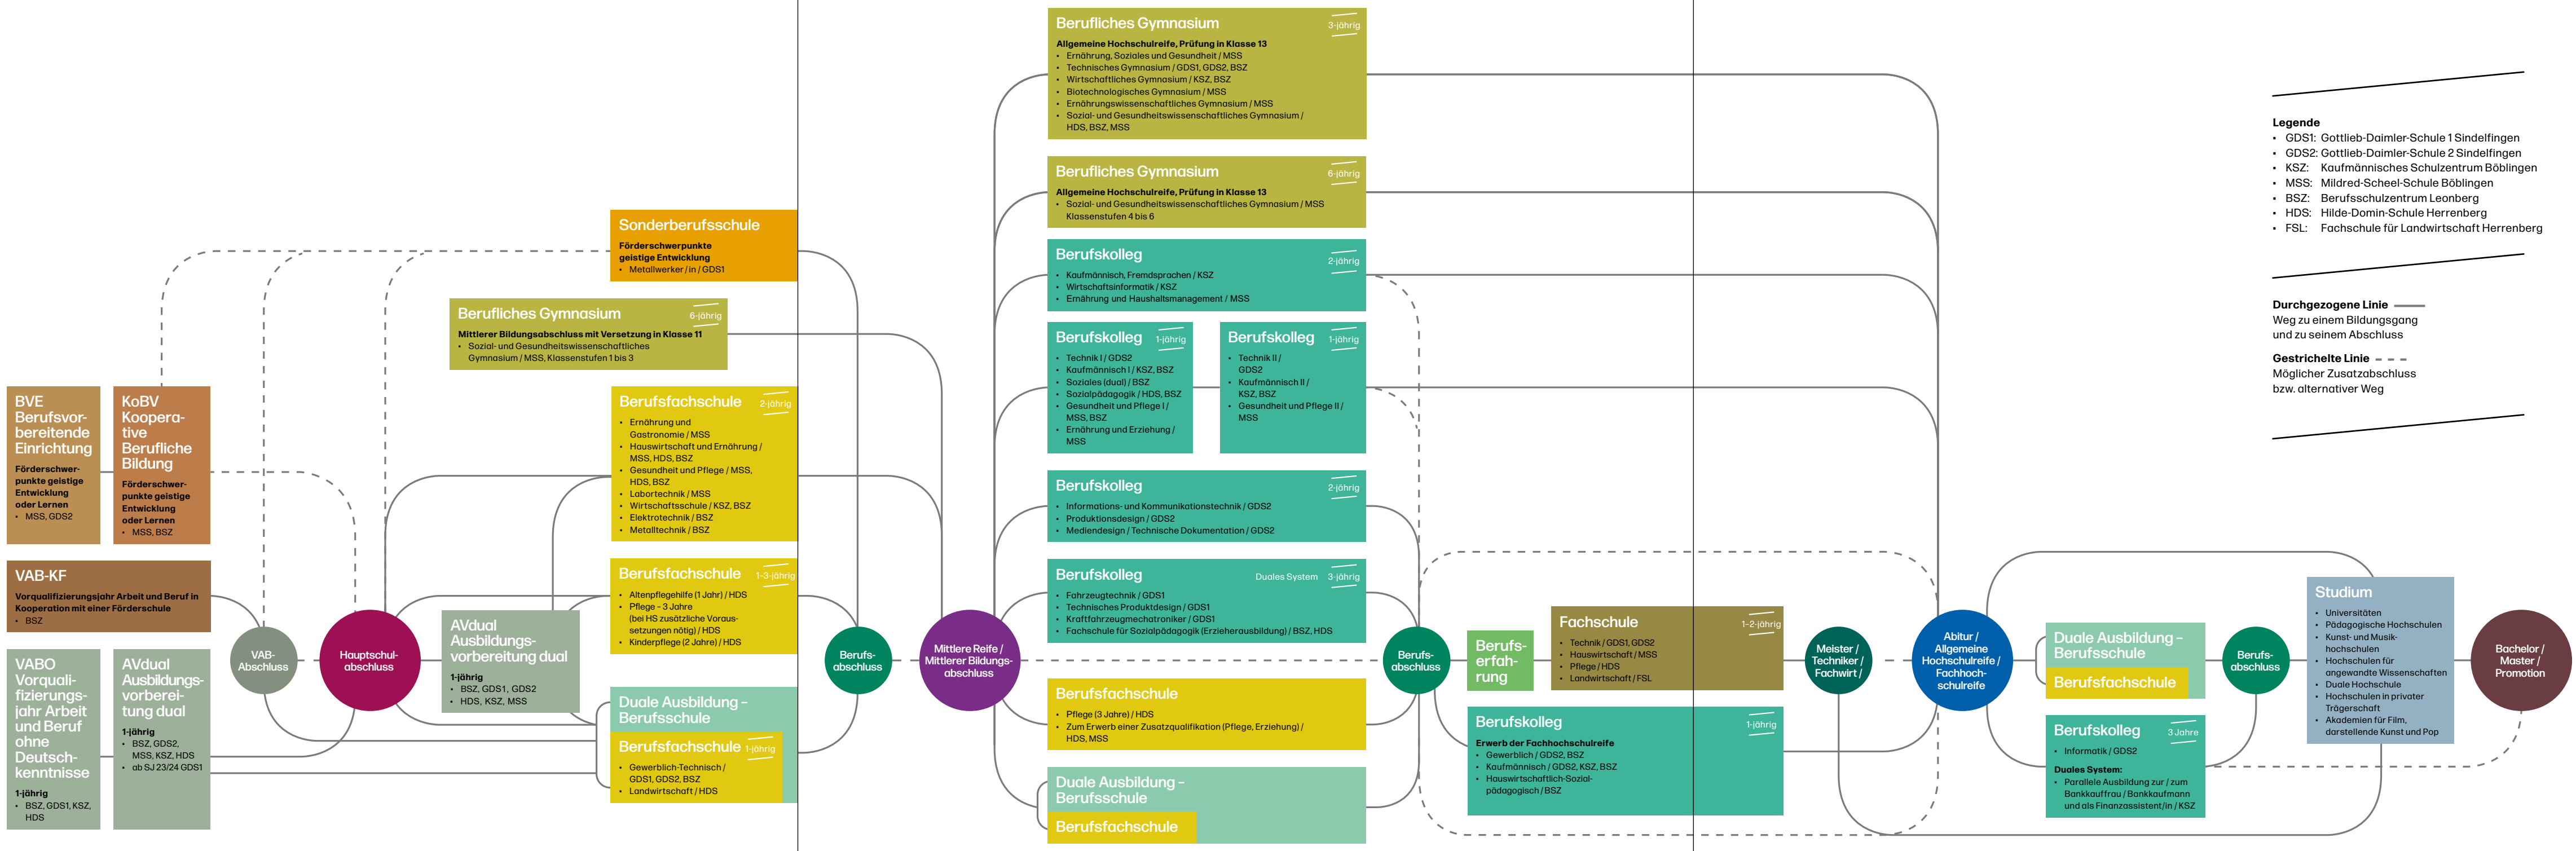 BVE
Berufsvor-
bereitende
Einrichtung
Förderschwer-
punkte geistige
Entwicklung
oder Lernen
• MSS, GDS2
KoBV
Koopera-
tive
Berufliche
Bildung
Förderschwer-
punkte geistige
Entwicklung
oder Lernen
• MSS, BSZ
VAB-KF
Vorqualifizierungsjahr Arbeit und Beruf in
Kooperation mit einer Förderschule
• BSZ
VABO
Vorquali-
fizierungs-
jahr Arbeit
und Beruf
ohne
Deutsch-
kenntnisse
1-jährig
• BSZ, GDS1, KSZ,
HDS
AVdual
Ausbildungs-
vorberei-
tung dual
1-jährig
• BSZ, GDS2,
MSS, KSZ, HDS
• ab SJ 23/24 GDS1
VAB-
Abschluss
Hauptschul-
abschluss
AVdual
Ausbildungs-
vorbereitung dual
1-jährig
• BSZ, GDS1, GDS2
• HDS, KSZ, MSS
Sonderberufsschule
Förderschwerpunkte
geistige Entwicklung
• Metallwerker / in / GDS1
Berufliches Gymnasium
6-jährig
Mittlerer Bildungsabschluss mit Versetzung in Klasse 11
• Sozial- und Gesundheitswissenschaftliches
Gymnasium / MSS, Klassenstufen 1 bis 3
Berufsfachschule
2-jährig
• Ernährung und
Gastronomie / MSS
• Hauswirtschaft und Ernährung /
MSS, HDS, BSZ
• Gesundheit und Pflege / MSS,
HDS, BSZ
• Labortechnik / MSS
• Wirtschaftsschule / KSZ, BSZ
• Elektrotechnik / BSZ
• Metalltechnik / BSZ
Berufsfachschule
1-3-jährig
• Altenpflegehilfe (1 Jahr) / HDS
• Pflege – 3 Jahre
(bei HS zusätzliche Voraus-
setzungen nötig) / HDS
• Kinderpflege (2 Jahre) / HDS
Duale Ausbildung –
Berufsschule
Berufsfachschule
1-jährig
• Gewerblich-Technisch /
GDS1, GDS2, BSZ
• Landwirtschaft / HDS
Berufs-
abschluss
Mittlere Reife /
Mittlerer Bildungs-
abschluss
Berufliches Gymnasium
3-jährig
Allgemeine Hochschulreife, Prüfung in Klasse 13
• Ernährung, Soziales und Gesundheit / MSS
• Technisches Gymnasium / GDS1, GDS2, BSZ
• Wirtschaftliches Gymnasium / KSZ, BSZ
• Biotechnologisches Gymnasium / MSS
• Ernährungswissenschaftliches Gymnasium / MSS
• Sozial- und Gesundheitswissenschaftliches Gymnasium /
HDS, BSZ, MSS
Berufliches Gymnasium
6-jährig
Allgemeine Hochschulreife, Prüfung in Klasse 13
• Sozial- und Gesundheitswissenschaftliches Gymnasium / MSS
Klassenstufen 4 bis 6
Berufskolleg
2-jährig
• Kaufmännisch, Fremdsprachen / KSZ
• Wirtschaftsinformatik / KSZ
• Ernährung und Haushaltsmanagement / MSS
Berufskolleg
1-jährig
• Technik I / GDS2
• Kaufmännisch I / KSZ, BSZ
• Soziales (dual) / BSZ
• Sozialpädagogik / HDS, BSZ
• Gesundheit und Pflege I /
MSS, BSZ
• Ernährung und Erziehung /
MSS
Berufskolleg
1-jährig
• Technik II /
GDS2
• Kaufmännisch II /
KSZ, BSZ
• Gesundheit und Pflege II /
MSS
Berufskolleg
2-jährig
• Informations- und Kommunikationstechnik / GDS2
• Produktionsdesign / GDS2
• Mediendesign / Technische Dokumentation / GDS2
Berufskolleg
Duales System 3-jährig
• Fahrzeugtechnik / GDS1
• Technisches Produktdesign / GDS1
• Kraftfahrzeugmechatroniker / GDS1
• Fachschule für Sozialpädagogik (Erzieherausbildung) / BSZ, HDS
Berufsfachschule
• Pflege (3 Jahre) / HDS
• Zum Erwerb einer Zusatzqualifikation (Pflege, Erziehung) /
HDS, MSS
Duale Ausbildung –
Berufsschule
Berufsfachschule
Berufs-
abschluss
Berufs-
erfah-
rung
Fachschule
1-2-jährig
• Technik / GDS1, GDS2
• Hauswirtschaft / MSS
• Pflege / HDS
• Landwirtschaft / FSL
Berufskolleg
1-jährig
Erwerb der Fachhochschulreife
• Gewerblich / GDS2, BSZ
• Kaufmännisch / GDS2, KSZ, BSZ
• Hauswirtschaftlich-Sozial-
pädagogisch / BSZ
Meister /
Techniker /
Fachwirt /
Abitur /
Allgemeine
Hochschulreife /
Fachhoch-
schulreife
Duale Ausbildung –
Berufsschule
Berufsfachschule
Berufskolleg
3 Jahre
• Informatik / GDS2
Duales System:
• Parallele Ausbildung zur / zum
Bankkauffrau / Bankkaufmann
und als Finanzassistent/in / KSZ
Berufs-
abschluss
Studium
• Universitäten
• Pädagogische Hochschulen
• Kunst- und Musik-
hochschulen
• Hochschulen für
angewandte Wissenschaften
• Duale Hochschule
• Hochschulen in privater
Trägerschaft
• Akademien für Film,
darstellende Kunst und Pop
Bachelor /
Master /
Promotion
Legende
• GDS1: Gottlieb-Daimler-Schule 1 Sindelfingen
• GDS2: Gottlieb-Daimler-Schule 2 Sindelfingen
• KSZ: Kaufmännisches Schulzentrum Böblingen
• MSS: Mildred-Scheel-Schule Böblingen
• BSZ: Berufsschulzentrum Leonberg
• HDS: Hilde-Domin-Schule Herrenberg
• FSL: Fachschule für Landwirtschaft Herrenberg
Durchgezogene Linie
Weg zu einem Bildungsgang
und zu seinem Abschluss
Gestrichelte Linie
Möglicher Zusatzabschluss
bzw. alternativer Weg